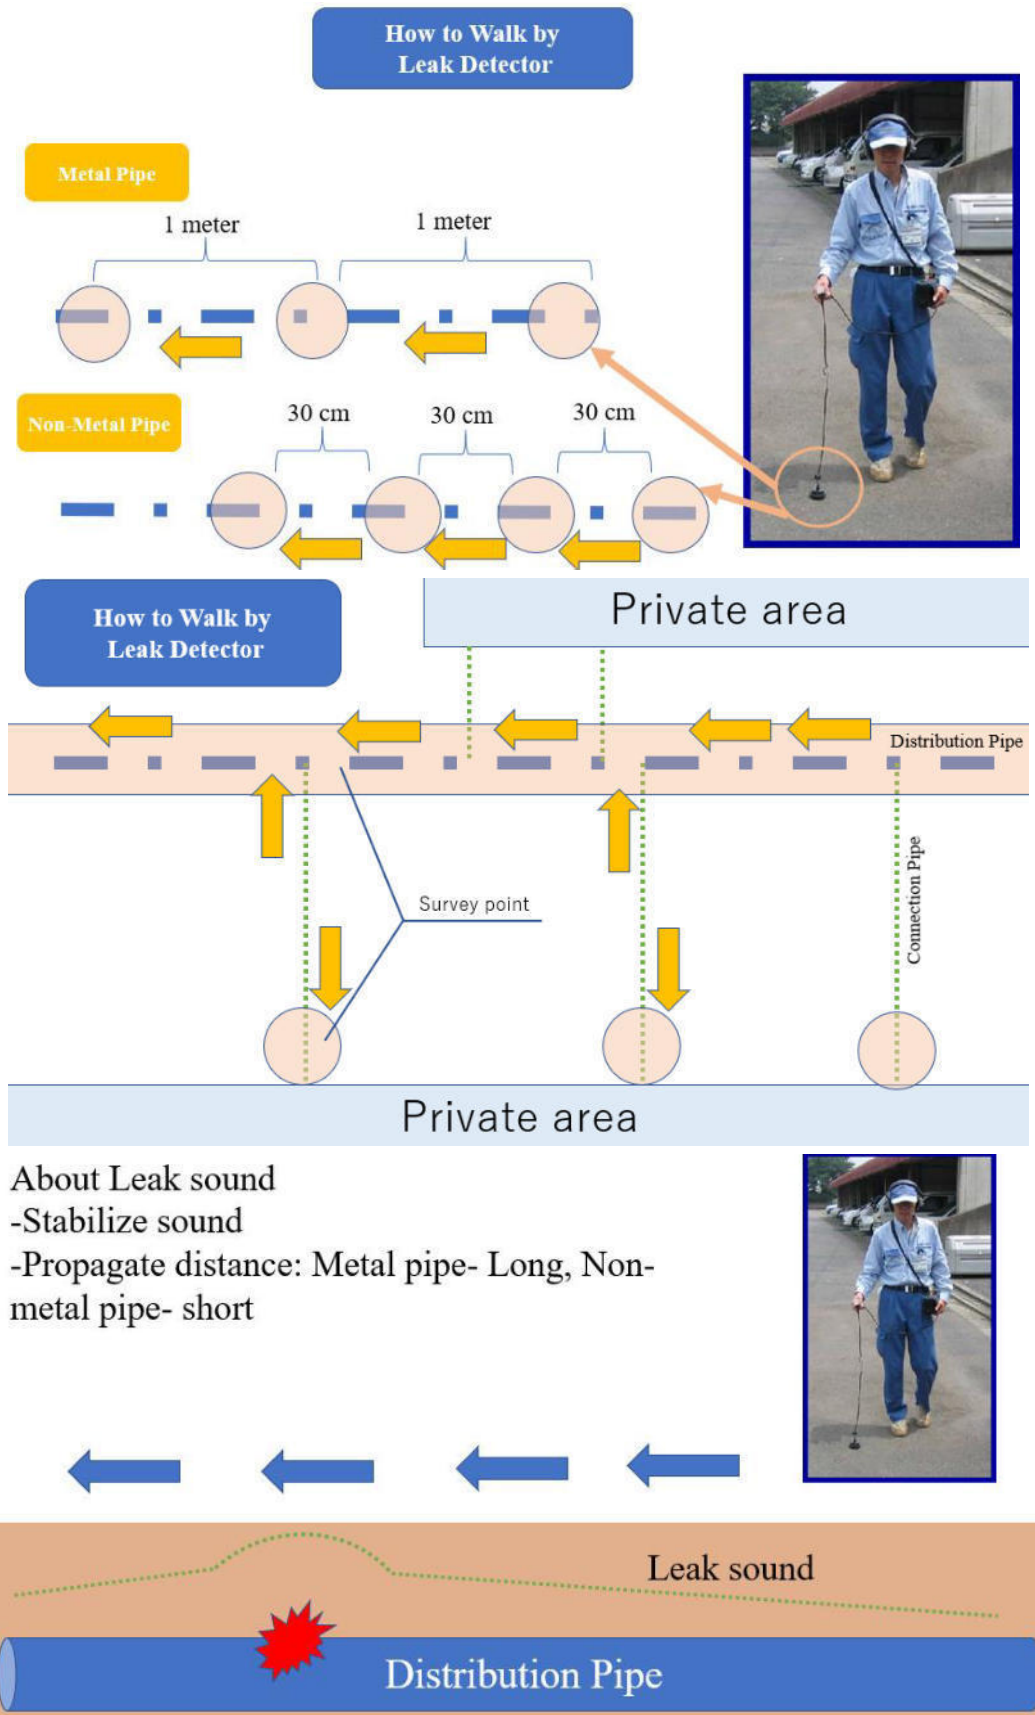 How to Walk by
Leak Detector
Metal Pipe
1 meter
1 meter
Non-Metal Pipe
30 cm
30 cm
30 cm
How to Walk by
Leak Detector
Private area
Distribution Pipe
Connection Pipe
Survey point
Private area
About Leak sound
-Stabilize sound
-Propagate distance: Metal pipe- Long, Non-
metal pipe- short
Leak sound
Distribution Pipe